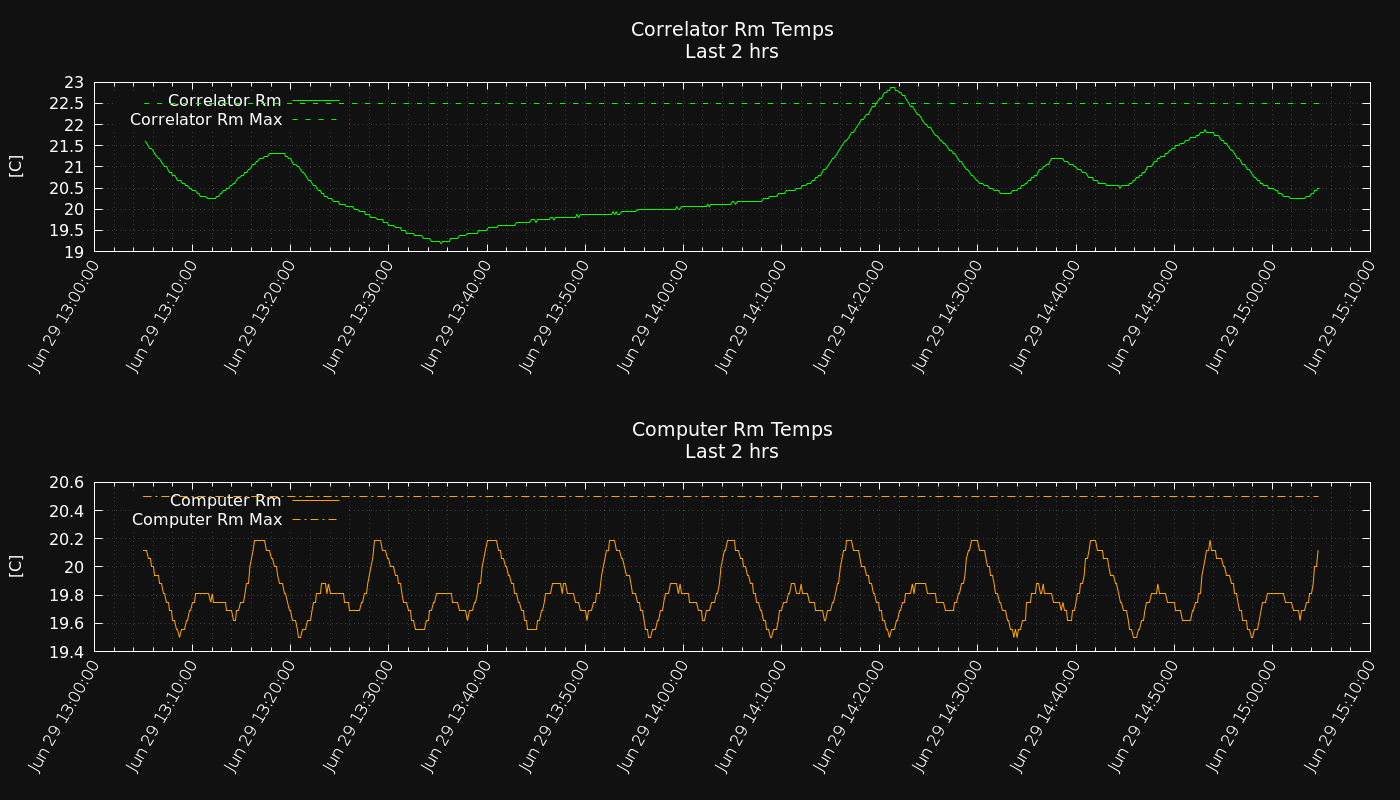 Correlator Rm Temps
Last 2 hrs
23
22.5
22
21.5
21
20.5
20
19.5
19
[C]
Correlator Rm
Correlator Rm Max
Jun 29 13:00:00
Jun 29 13:10:00
Jun 29 13:20:00
Jun 29 13:30:00
Jun 29 13:40:00
Jun 29 13:50:00
Jun 29 14:00:00
Jun 29 14:10:00
Jun 29 14:20:00
Jun 29 14:30:00
Jun 29 14:40:00
Jun 29 14:50:00
Jun 29 15:00:00
Jun 29 15:10:00
Computer Rm Temps
Last 2 hrs
20.6
20.4
20.2
20
19.8
19.6
19.4
[C]
Computer Rm
Computer Rm Max
Jun 29 13:00:00
Jun 29 13:10:00
Jun 29 13:20:00
Jun 29 13:30:00
Jun 29 13:40:00
Jun 29 13:50:00
Jun 29 14:00:00
Jun 29 14:10:00
Jun 29 14:20:00
Jun 29 14:30:00
Jun 29 14:40:00
Jun 29 14:50:00
Jun 29 15:00:00
Jun 29 15:10:00